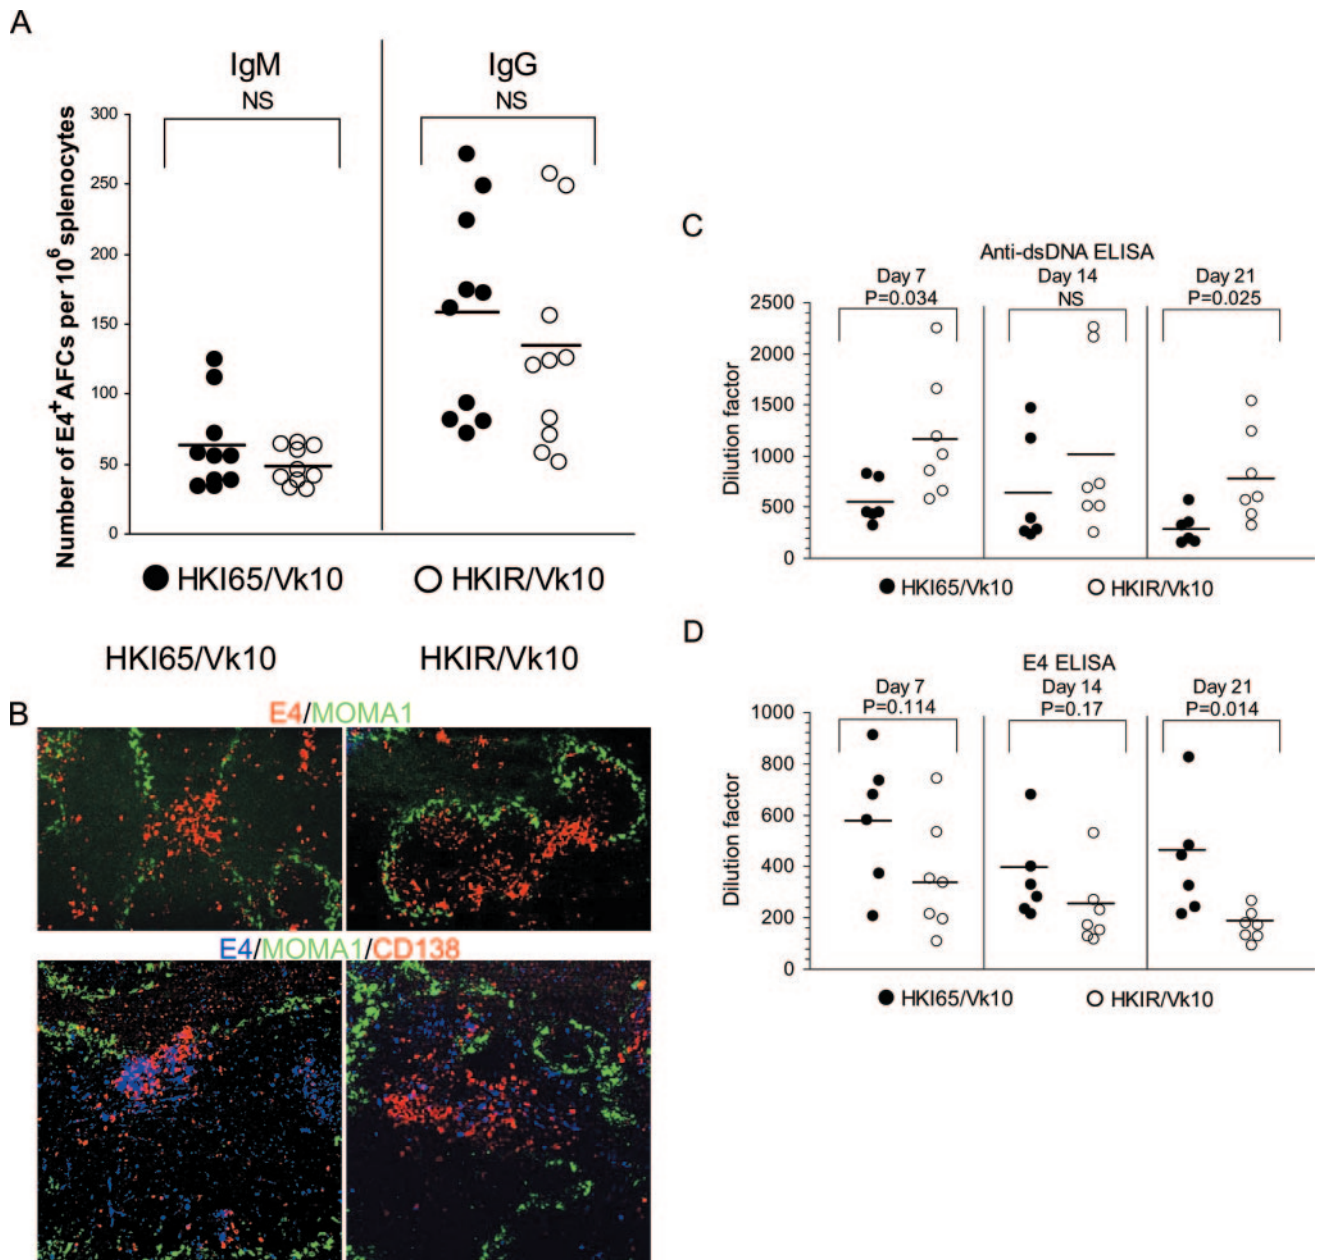 A
IgM
NS
IgG
NS
Number of E4+ AFCs per 10^6 splenocytes
300
250
200
150
100
50
0
HKI65/Vk10
HKIR/Vk10
HKI65/Vk10
HKIR/Vk10
B
E4/MOMA1
E4/MOMA1/CD138
C
Anti-dsDNA ELISA
Day 7
P=0.034
Day 14
NS
Day 21
P=0.025
Dilution factor
2500
2000
1500
1000
500
0
HKI65/Vk10
HKIR/Vk10
D
E4 ELISA
Day 7
P=0.114
Day 14
P=0.17
Day 21
P=0.014
Dilution factor
1000
800
600
400
200
0
HKI65/Vk10
HKIR/Vk10